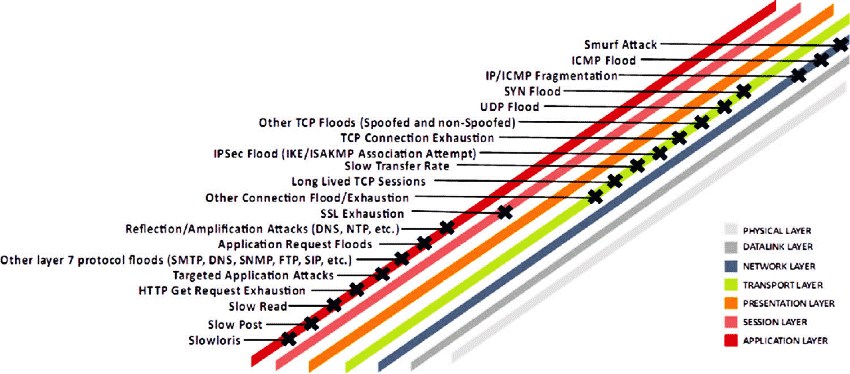 Smurf Attack
ICMP Flood
IP/ICMP Fragmentation
SYN Flood
UDP Flood
Other TCP Floods (Spoofed and non-Spoofed)
TCP Connection Exhaustion
IPSec Flood (IKE/ISAKMP Association Attempt)
Slow Transfer Rate
Long Lived TCP Sessions
Other Connection Flood/Exhaustion
SSL Exhaustion
Reflection/Amplification Attacks (DNS, NTP, etc.)
Application Request Floods
Other layer 7 protocol floods (SMTP, DNS, SNMP, FTP, SIP, etc.)
Targeted Application Attacks
HTTP Get Request Exhaustion
Slow Read
Slow Post
Slowloris
PHYSICAL LAYER
DATALINK LAYER
NETWORK LAYER
TRANSPORT LAYER
PRESENTATION LAYER
SESSION LAYER
APPLICATION LAYER